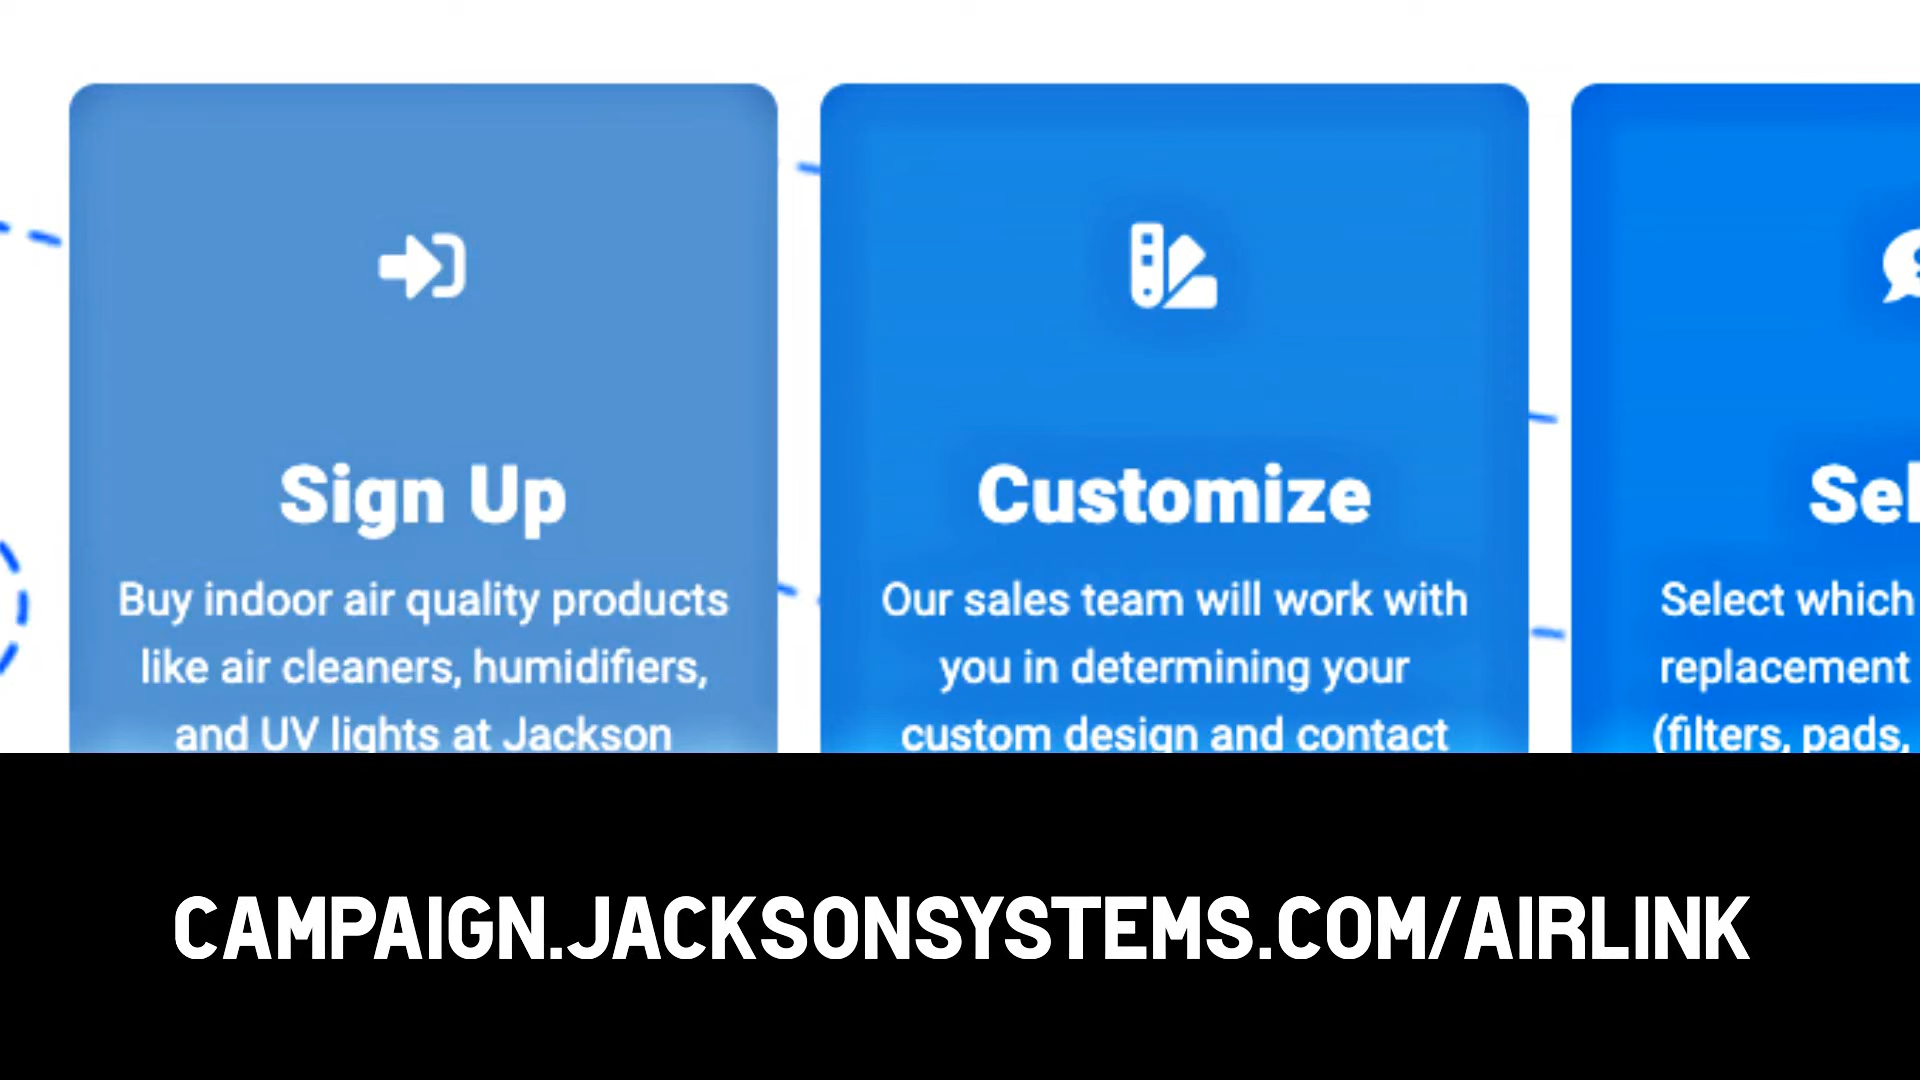 Sign Up
Buy indoor air quality products
like air cleaners, humidifiers,
and UV lights at Jackson
Customize
Our sales team will work with
you in determining your
custom design and contact
Select which
replacement
(filters, pads,
CAMPAIGN.JACKSONSYSTEMS.COM/AIRLINK